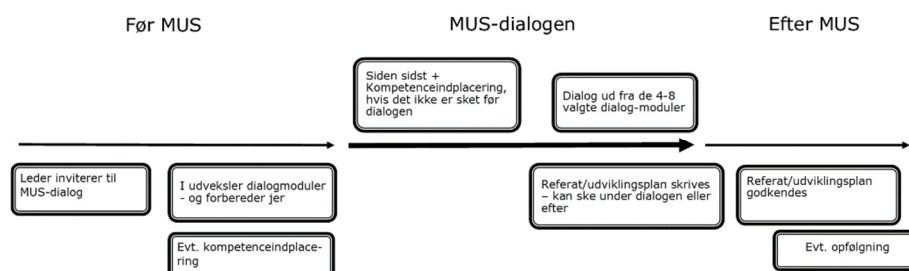 Før MUS
MUS-dialogen
Efter MUS
Siden sidst +
Kompetenceindplacering,
hvis det ikke er sket før
dialogen
Dialog ud fra de 4-8
valgte dialog-moduler
Leder inviterer til
MUS-dialog
I udveksler dialogmoduler
- og forbereder jer
Referat/udviklingsplan skrives
– kan ske under dialogen eller
efter
Referat/udviklingsplan
godkendes
Evt. kompetenceindplace-
ring
Evt. opfølgning